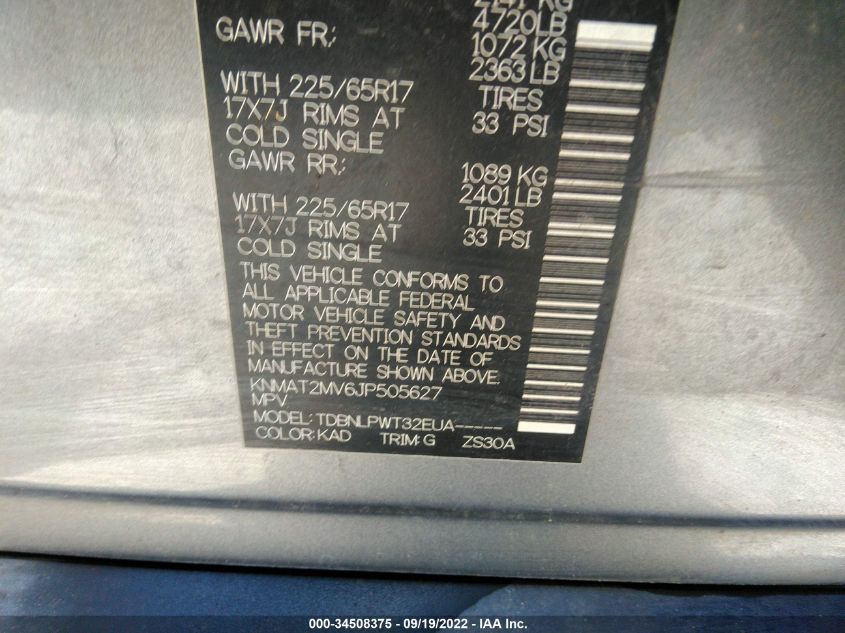 2141 KG
4720LB
GAWR FR: 1072 KG
2363 LB
WITH 225/65R17 TIRES
17X7J RIMS AT 33 PSI
COLD SINGLE
GAWR RR: 1089 KG
2401 LB
WITH 225/65R17 TIRES
17X7J RIMS AT 33 PSI
COLD SINGLE
THIS VEHICLE CONFORMS TO
ALL APPLICABLE FEDERAL
MOTOR VEHICLE SAFETY AND
THEFT PREVENTION STANDARDS
IN EFFECT ON THE DATE OF
MANUFACTURE SHOWN ABOVE.
KNMAT2MV6JP505627
MPV
MODEL: TDBNLPWT32EUA-----
COLOR: KAD TRIM: G ZS30A
000-34508375 - 09/19/2022 - IAA Inc.